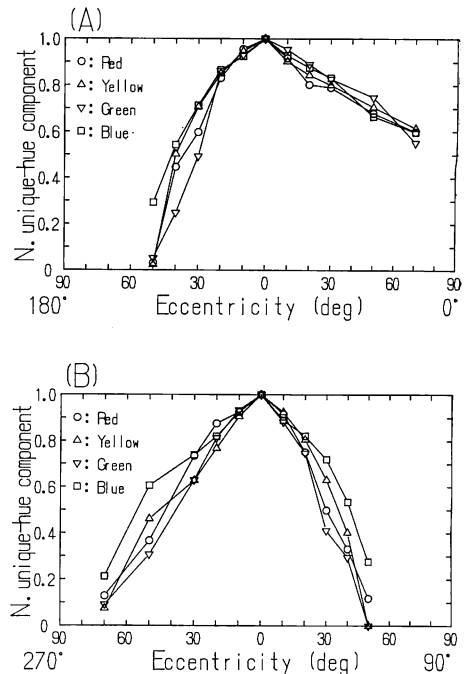 (A)
N. unique-hue component
1.0
0.8
0.6
0.4
0.2
0
○: Red
△: Yellow
▽: Green
□: Blue·
90 60 30 0 30 60 90
180° Eccentricity (deg) 0°
(B)
N. unique-hue component
1.0
0.8
0.6
0.4
0.2
0
○: Red
△: Yellow
▽: Green
□: Blue
90 60 30 0 30 60 90
270° Eccentricity (deg) 90°